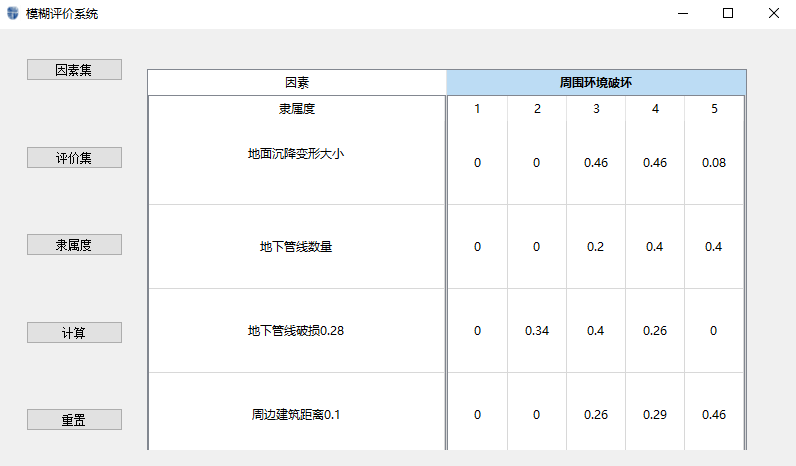 模糊评价系统
因素集
评价集
隶属度
计算
重置
因素 周围环境破坏
隶属度 1 2 3 4 5
地面沉降变形大小 0 0 0.46 0.46 0.08
地下管线数量 0 0 0.2 0.4 0.4
地下管线破损0.28 0 0.34 0.4 0.26 0
周边建筑距离0.1 0 0 0.26 0.29 0.46